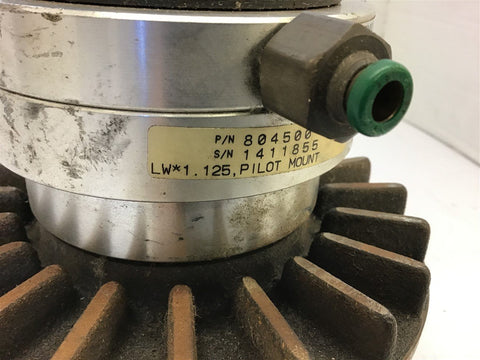 P/N 804500
S/N 1411855
LW*1.125,PILOT MOUNT